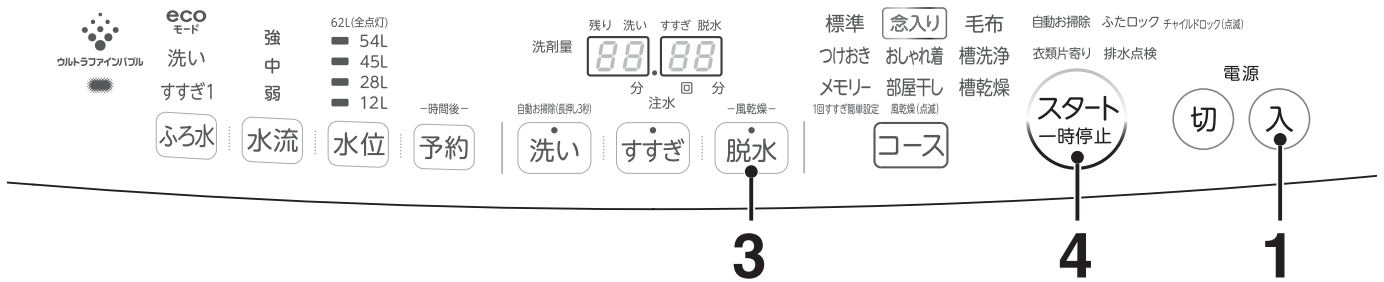 ウルトラファインバブル
eco
モード
洗い
すすぎ1
ふろ水
強
中
弱
水流
62L(全点灯)
54L
45L
28L
12L
水位
−時間後−
予約
洗剤量
残り 洗い すすぎ 脱水
88.88
分 回 分
自動お掃除(長押し3秒)
洗い
注水
すすぎ
−風乾燥−
脱水
標準 念入り 毛布
つけおき おしゃれ着 槽洗浄
メモリー 部屋干し 槽乾燥
1回すすぎ簡単設定 風乾燥(点滅)
コース
自動お掃除 ふたロック チャイルドロック(点滅)
衣類片寄り 排水点検
スタート
一時停止
電源
切 入
3
4
1